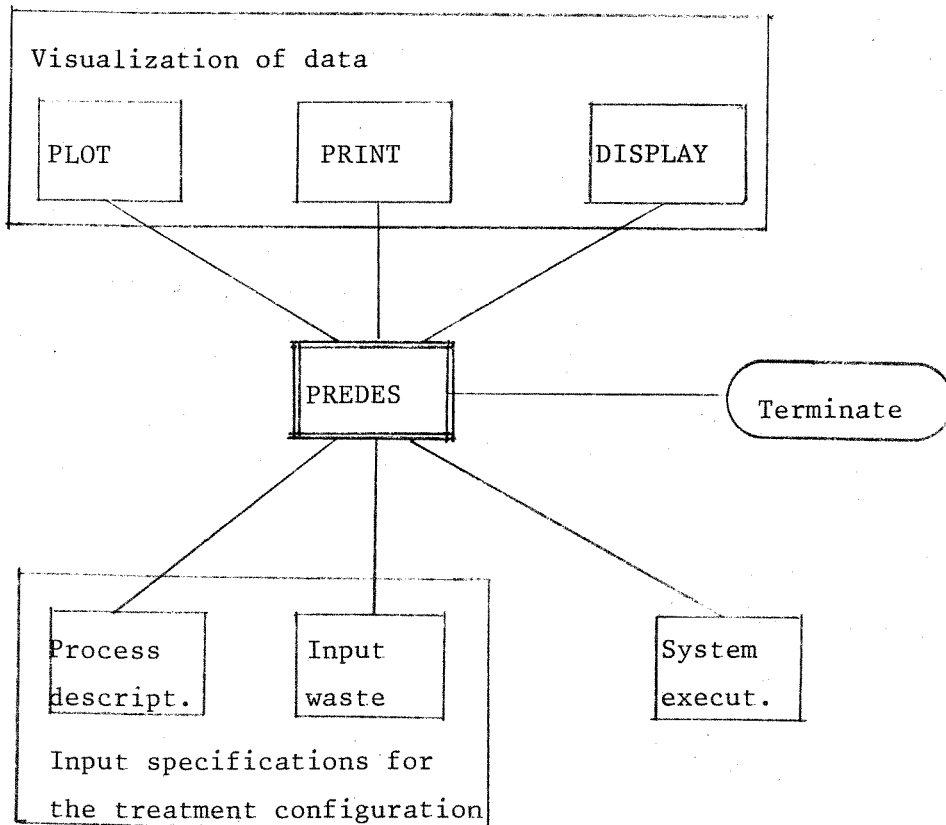 Visualization of data
PLOT
PRINT
DISPLAY
PREDES
Terminate
Process
descript.
Input
waste
System
execut.
Input specifications for
the treatment configuration